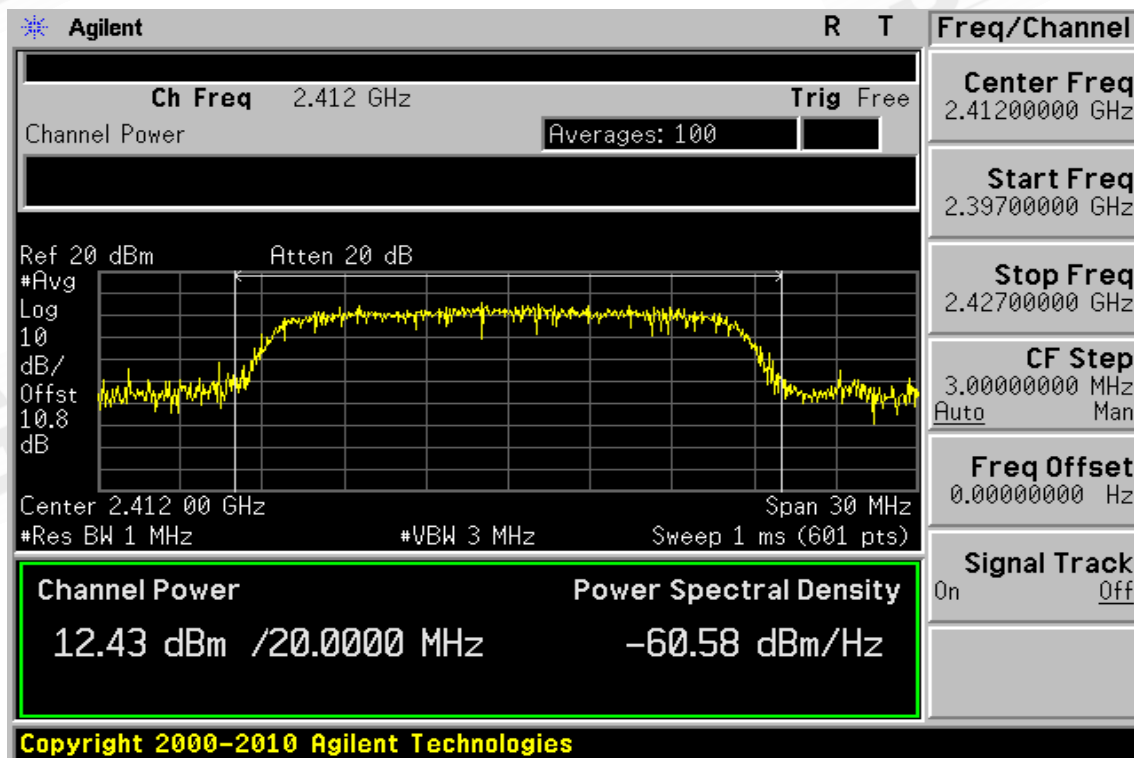 Agilent R T Freq/Channel
Ch Freq 2.412 GHz Trig Free
Channel Power Averages: 100
Center Freq
2.41200000 GHz
Start Freq
2.39700000 GHz
Stop Freq
2.42700000 GHz
CF Step
3.00000000 MHz
Auto Man
Freq Offset
0.00000000 Hz
Signal Track
On Off
Ref 20 dBm Atten 20 dB
#Avg
Log
10
dB/
Offst
10.8
dB
Center 2.412 00 GHz Span 30 MHz
#Res BW 1 MHz #VBW 3 MHz Sweep 1 ms (601 pts)
Channel Power Power Spectral Density
12.43 dBm /20.0000 MHz -60.58 dBm/Hz
Copyright 2000-2010 Agilent Technologies